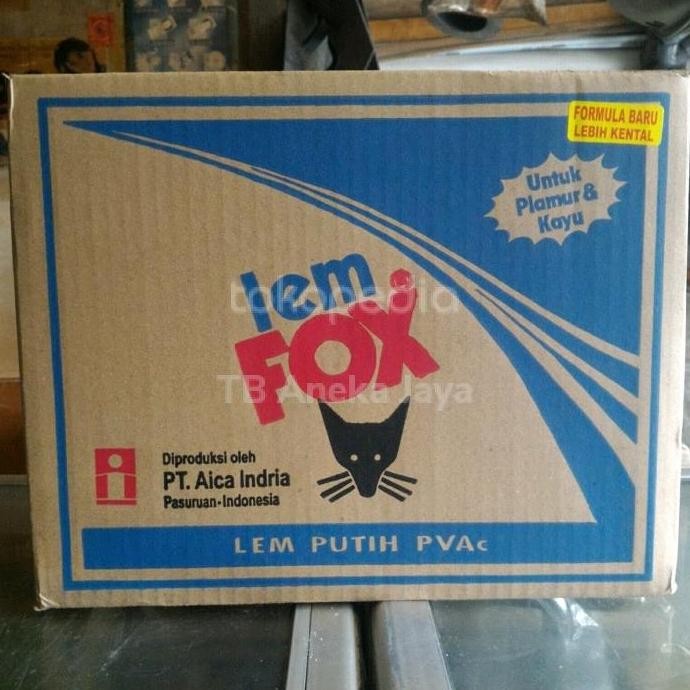 FORMULA BARU
LEBIH KENTAL
Untuk
Plamur &
Kayu
lem
tokopedia
FOX
TB Aneka Jaya
Diproduksi oleh
PT. Aica Indria
Pasuruan-Indonesia
LEM PUTIH PVAc